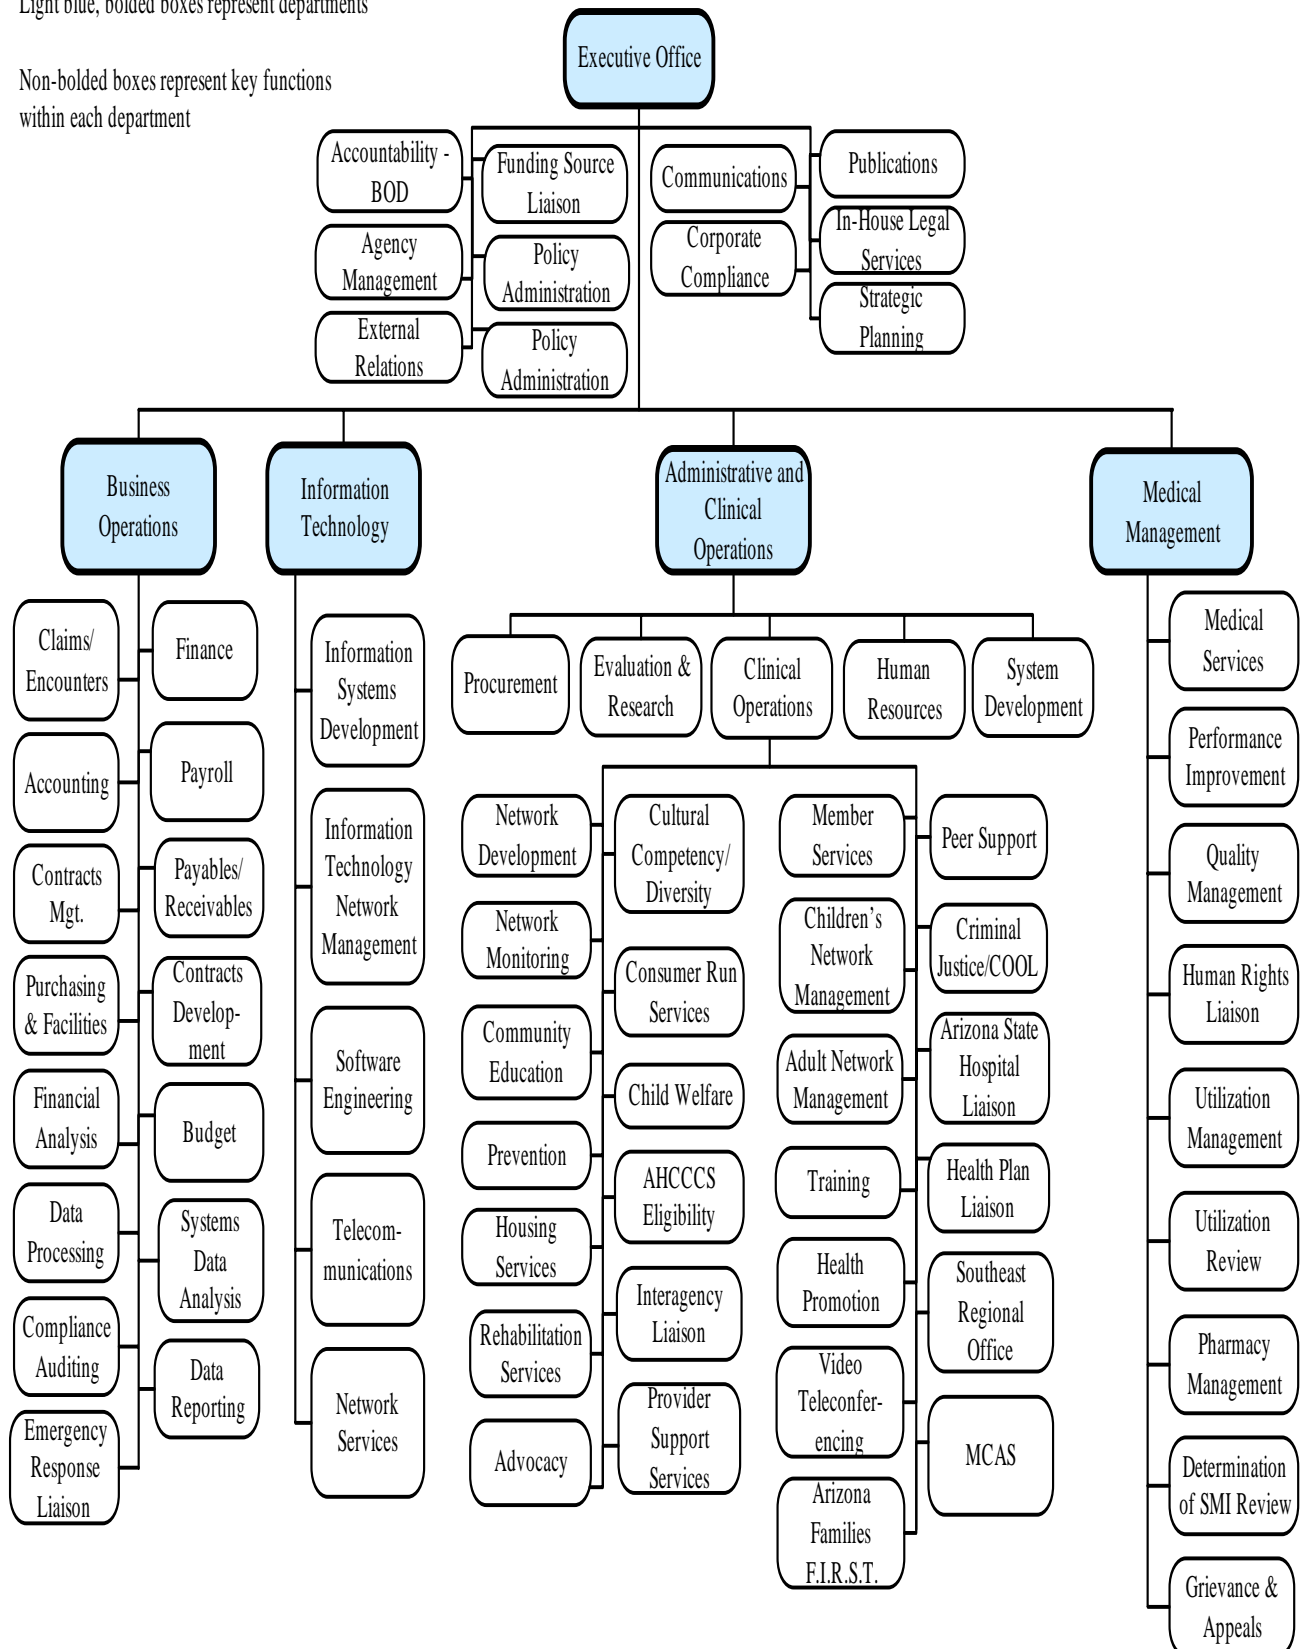 Light blue, bolded boxes represent departments
Non-bolded boxes represent key functions
within each department
Executive Office
Accountability -
BOD
Funding Source
Liaison
Communications
Publications
Agency
Management
Policy
Administration
Corporate
Compliance
In-House Legal
Services
External
Relations
Policy
Administration
Strategic
Planning
Business
Operations
Information
Technology
Administrative and
Clinical
Operations
Medical
Management
Claims/
Encounters
Finance
Accounting
Payroll
Contracts
Mgt.
Payables/
Receivables
Purchasing
& Facilities
Contracts
Develop-
ment
Financial
Analysis
Budget
Data
Processing
Systems
Data
Analysis
Compliance
Auditing
Data
Reporting
Emergency
Response
Liaison
Information
Systems
Development
Information
Technology
Network
Management
Software
Engineering
Telecom-
munications
Network
Services
Procurement
Evaluation &
Research
Clinical
Operations
Human
Resources
System
Development
Network
Development
Cultural
Competency/
Diversity
Network
Monitoring
Consumer Run
Services
Community
Education
Child Welfare
Prevention
AHCCCS
Eligibility
Housing
Services
Interagency
Liaison
Rehabilitation
Services
Provider
Support
Services
Advocacy
Member
Services
Peer Support
Children's
Network
Management
Criminal
Justice/COOL
Adult Network
Management
Arizona State
Hospital
Liaison
Training
Health Plan
Liaison
Health
Promotion
Southeast
Regional
Office
Video
Teleconfer-
encing
MCAS
Arizona
Families
F.I.R.S.T.
Medical
Services
Performance
Improvement
Quality
Management
Human Rights
Liaison
Utilization
Management
Utilization
Review
Pharmacy
Management
Determination
of SMI Review
Grievance &
Appeals